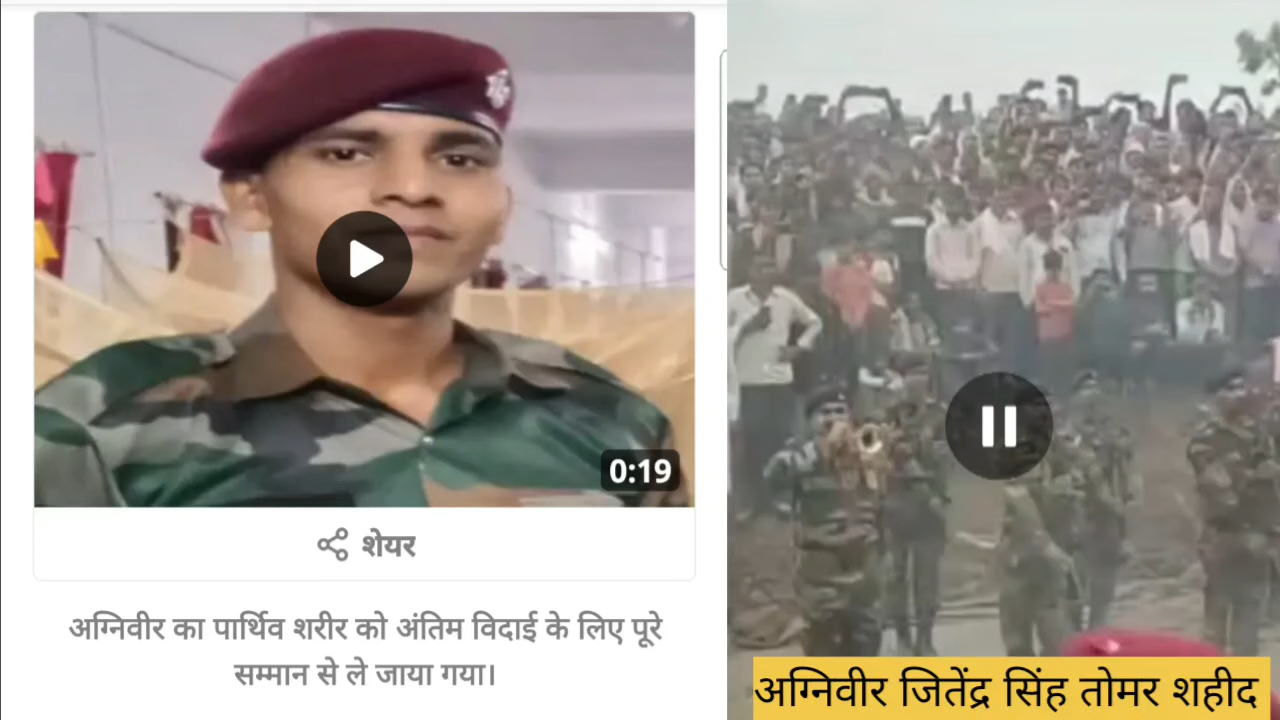 0:19
शेयर
अग्निवीर का पार्थिव शरीर को अंतिम विदाई के लिए पूरे
सम्मान से ले जाया गया।
अग्निवीर जितेंद्र सिंह तोमर शहीद